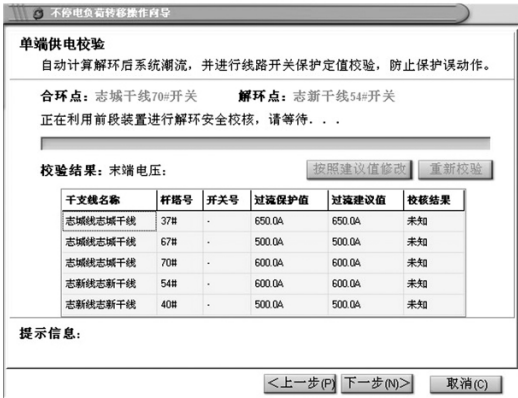 不停电负荷转移操作向导
单端供电校验
自动计算解环后系统潮流，并进行线路开关保护定值校验，防止保护误动作。
合环点：志城干线70#开关 解环点：志新干线54#开关
正在利用前段装置进行解环安全校核，请等待．．．
校验结果：末端电压： 按照建议值修改 重新校验
干支线名称 杆塔号 开关号 过流保护值 过流建议值 校核结果
志城线志城干线 37# - 650.0A 650.0A 未知
志城线志城干线 67# - 500.0A 500.0A 未知
志城线志城干线 70# - 600.0A 600.0A 未知
志新线志新干线 54# - 600.0A 600.0A 未知
志新线志新干线 40# - 500.0A 500.0A 未知
提示信息：
<上一步(P) 下一步(N)> 取消(C)